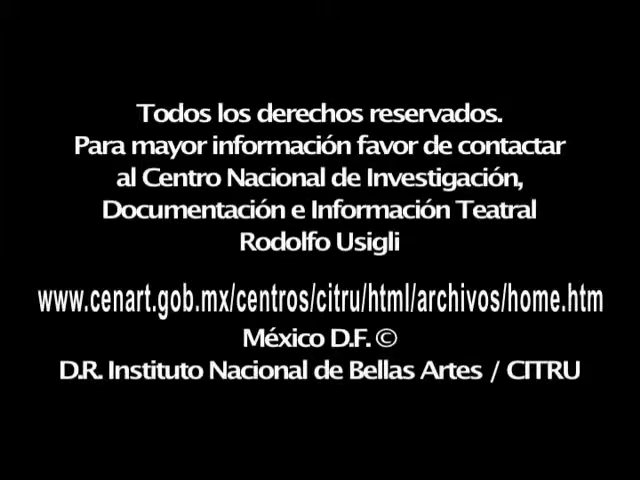 Todos los derechos reservados.
Para mayor información favor de contactar
al Centro Nacional de Investigación,
Documentación e Información Teatral
Rodolfo Usigli
www.cenart.gob.mx/centros/citru/html/archivos/home.htm
México D.F. ©
D.R. Instituto Nacional de Bellas Artes / CITRU